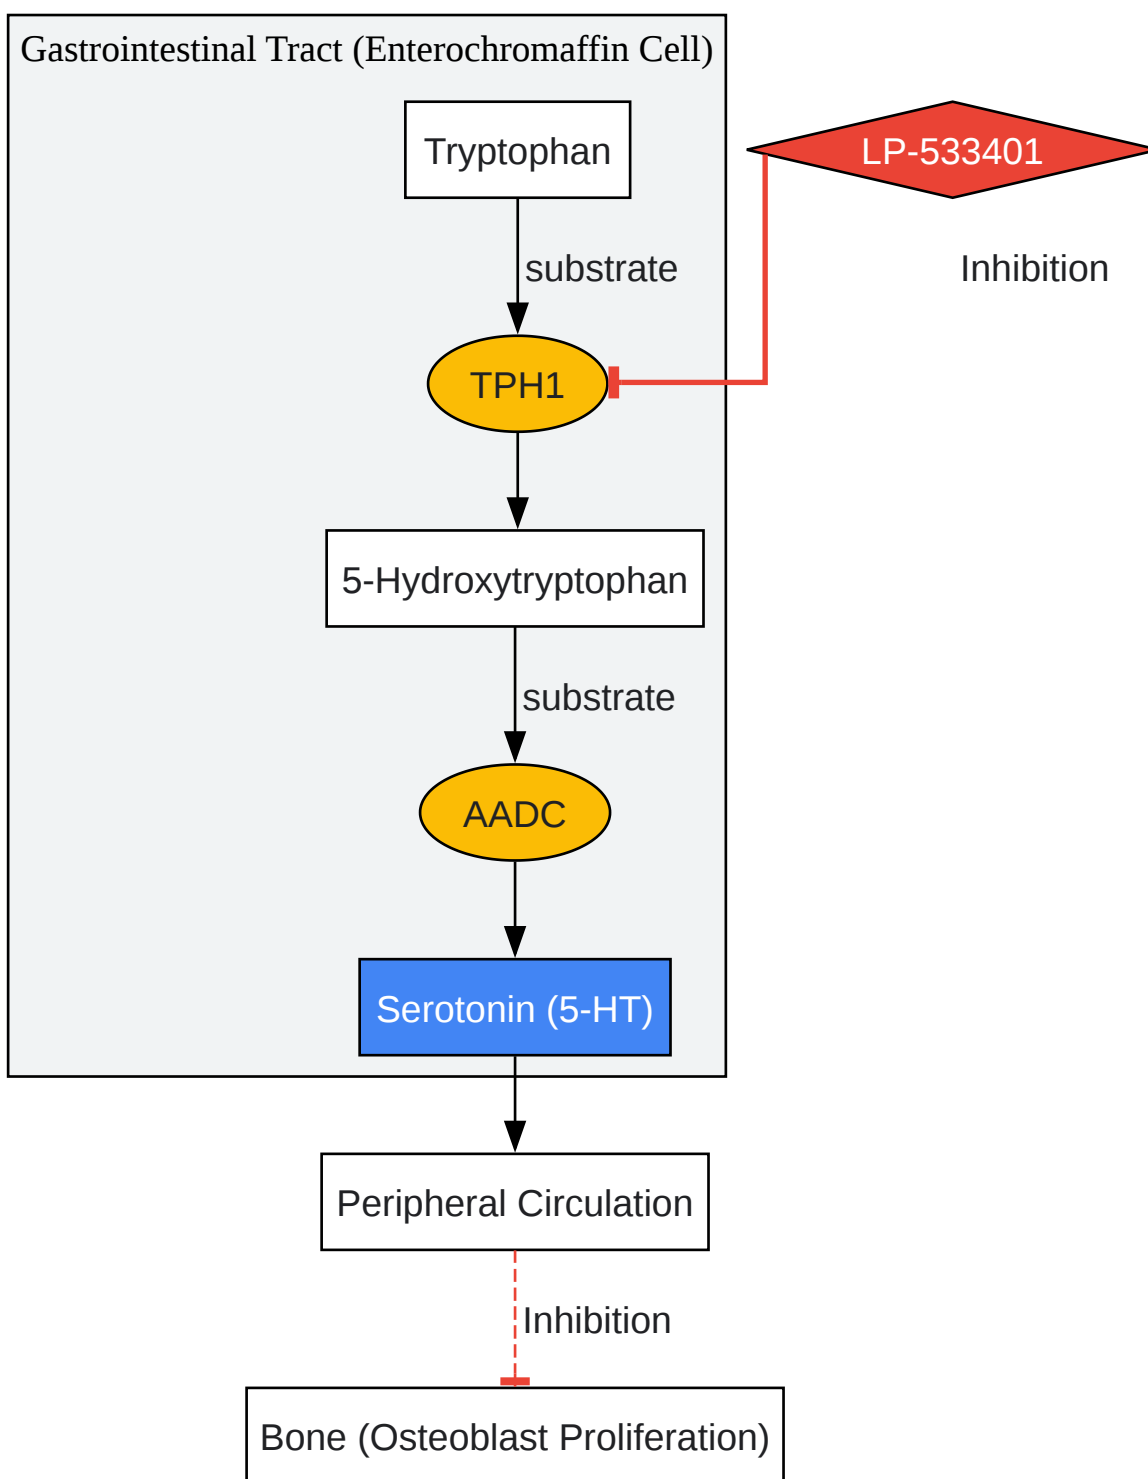 Gastrointestinal Tract (Enterochromaffin Cell)
Tryptophan
LP-533401
substrate
Inhibition
TPH1
5-Hydroxytryptophan
substrate
AADC
Serotonin (5-HT)
Peripheral Circulation
Inhibition
Bone (Osteoblast Proliferation)